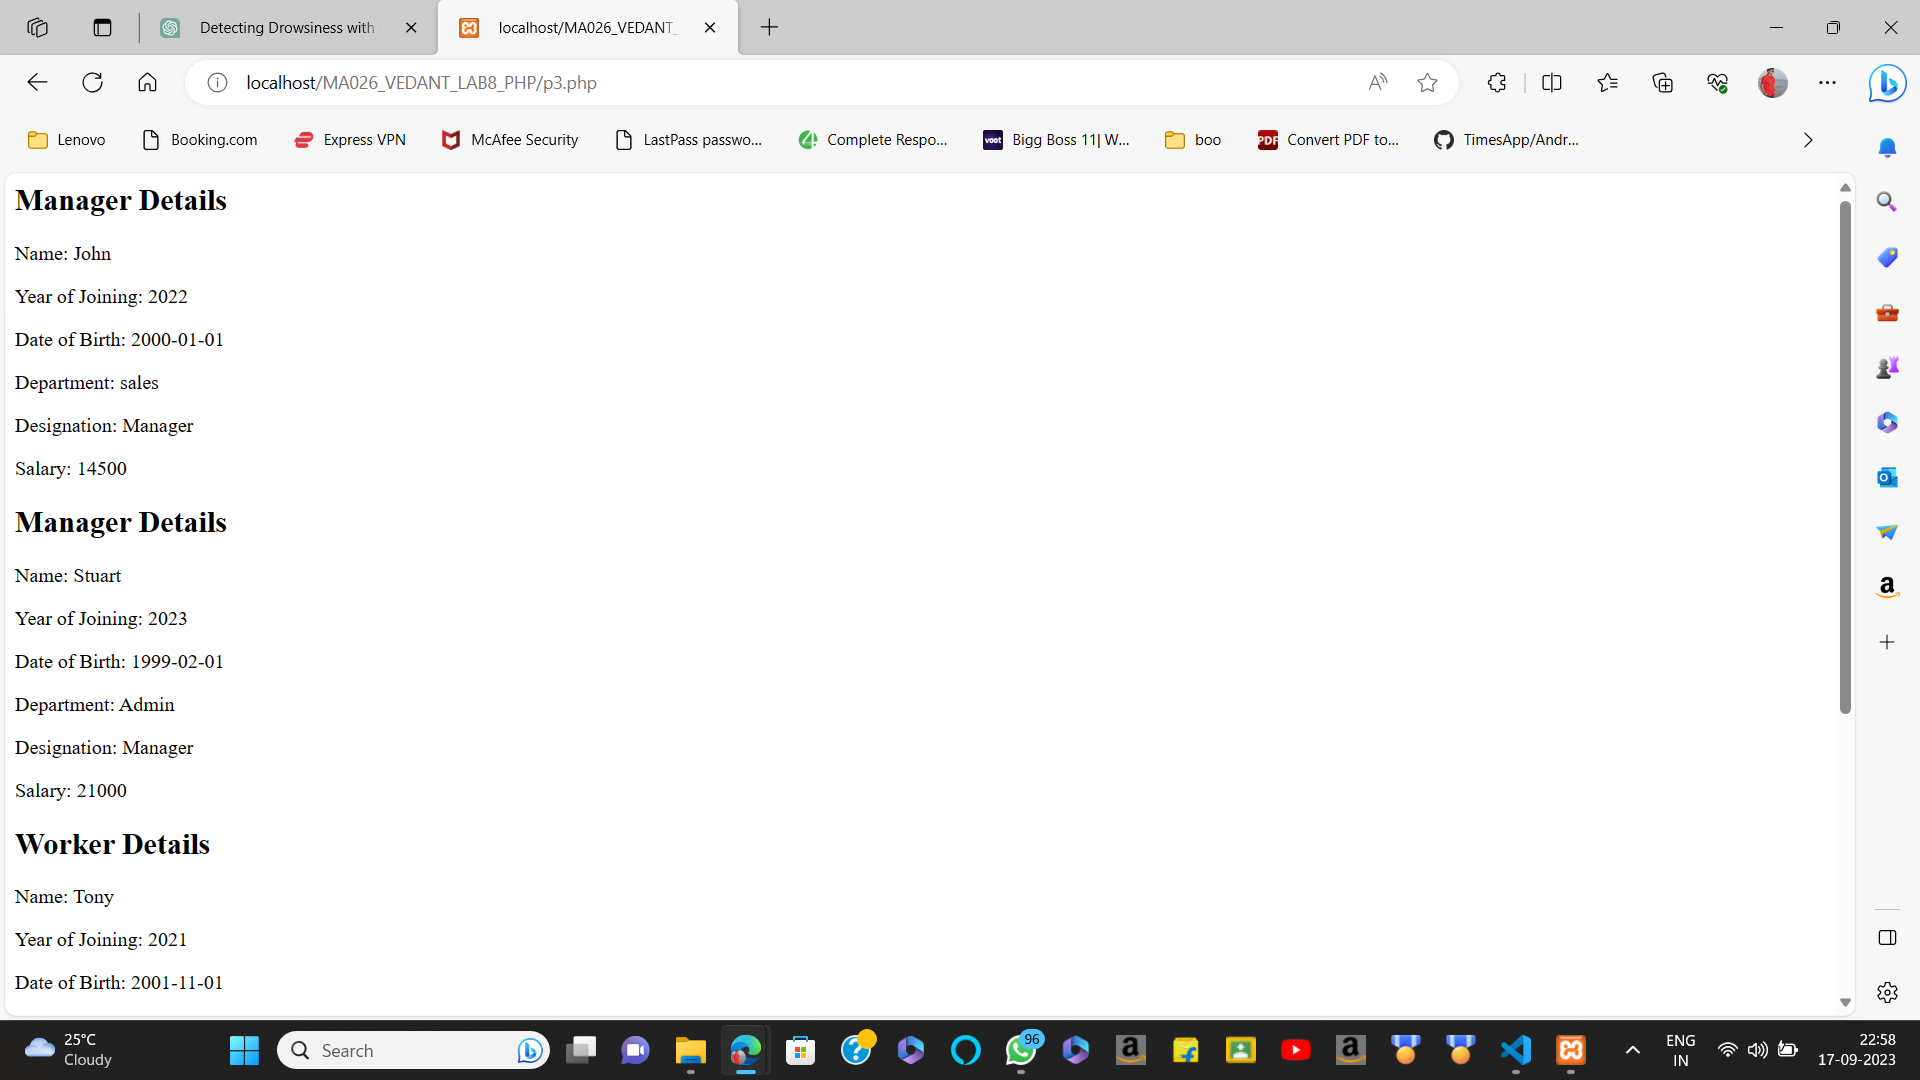 Detecting Drowsiness with
localhost/MA026_VEDANT_
localhost/MA026_VEDANT_LAB8_PHP/p3.php
Lenovo
Booking.com
Express VPN
McAfee Security
LastPass passwo...
Complete Respo...
voot
Bigg Boss 11| W...
boo
PDF
Convert PDF to...
TimesApp/Andr...
Manager Details
Name: John
Year of Joining: 2022
Date of Birth: 2000-01-01
Department: sales
Designation: Manager
Salary: 14500
Manager Details
Name: Stuart
Year of Joining: 2023
Date of Birth: 1999-02-01
Department: Admin
Designation: Manager
Salary: 21000
Worker Details
Name: Tony
Year of Joining: 2021
Date of Birth: 2001-11-01
25°C
Cloudy
Search
96
ENG
IN
22:58
17-09-2023